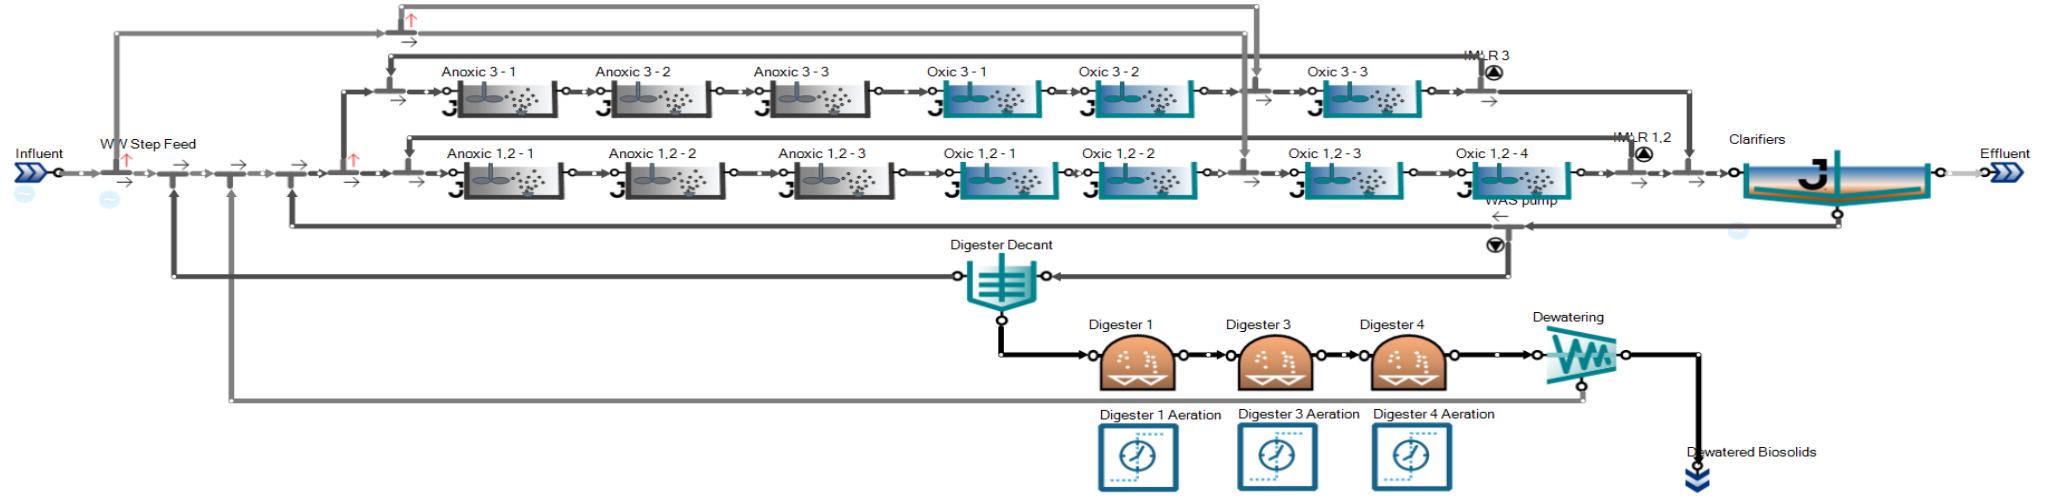 IMLR 3
Anoxic 3 - 1
Anoxic 3 - 2
Anoxic 3 - 3
Oxic 3 - 1
Oxic 3 - 2
Oxic 3 - 3
Influent
WW Step Feed
IMLR 1,2
Clarifiers
Effluent
Anoxic 1,2 - 1
Anoxic 1,2 - 2
Anoxic 1,2 - 3
Oxic 1,2 - 1
Oxic 1,2 - 2
Oxic 1,2 - 3
Oxic 1,2 - 4
WAS pump
Digester Decant
Digester 1
Digester 3
Digester 4
Dewatering
Digester 1 Aeration
Digester 3 Aeration
Digester 4 Aeration
Dewatered Biosolids